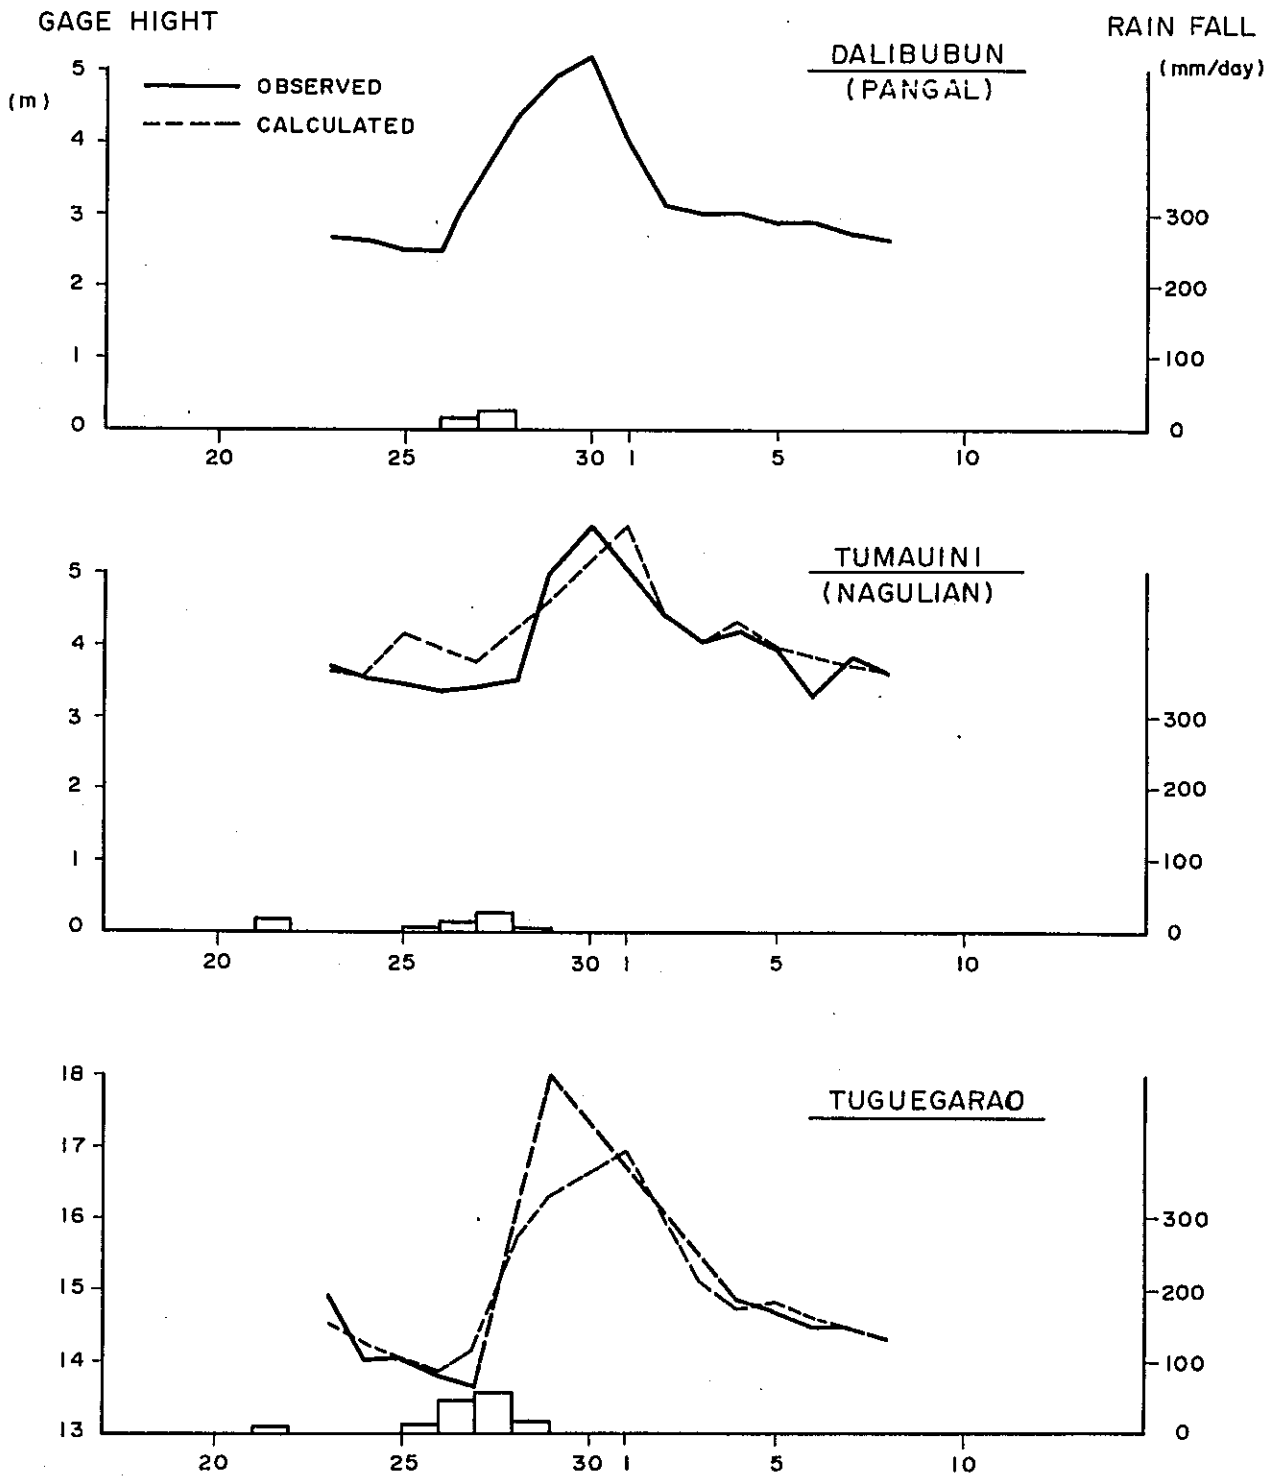 GAGE HIGHT
RAIN FALL
(m)
(mm/day)
OBSERVED
CALCULATED
DALIBUBUN
(PANGAL)
5
4
3
2
1
0
300
200
100
0
20 25 30 1 5 10
TUMAUINI
(NAGULIAN)
5
4
3
2
1
0
300
200
100
0
20 25 30 1 5 10
TUGUEGARAO
18
17
16
15
14
13
300
200
100
0
20 25 30 1 5 10